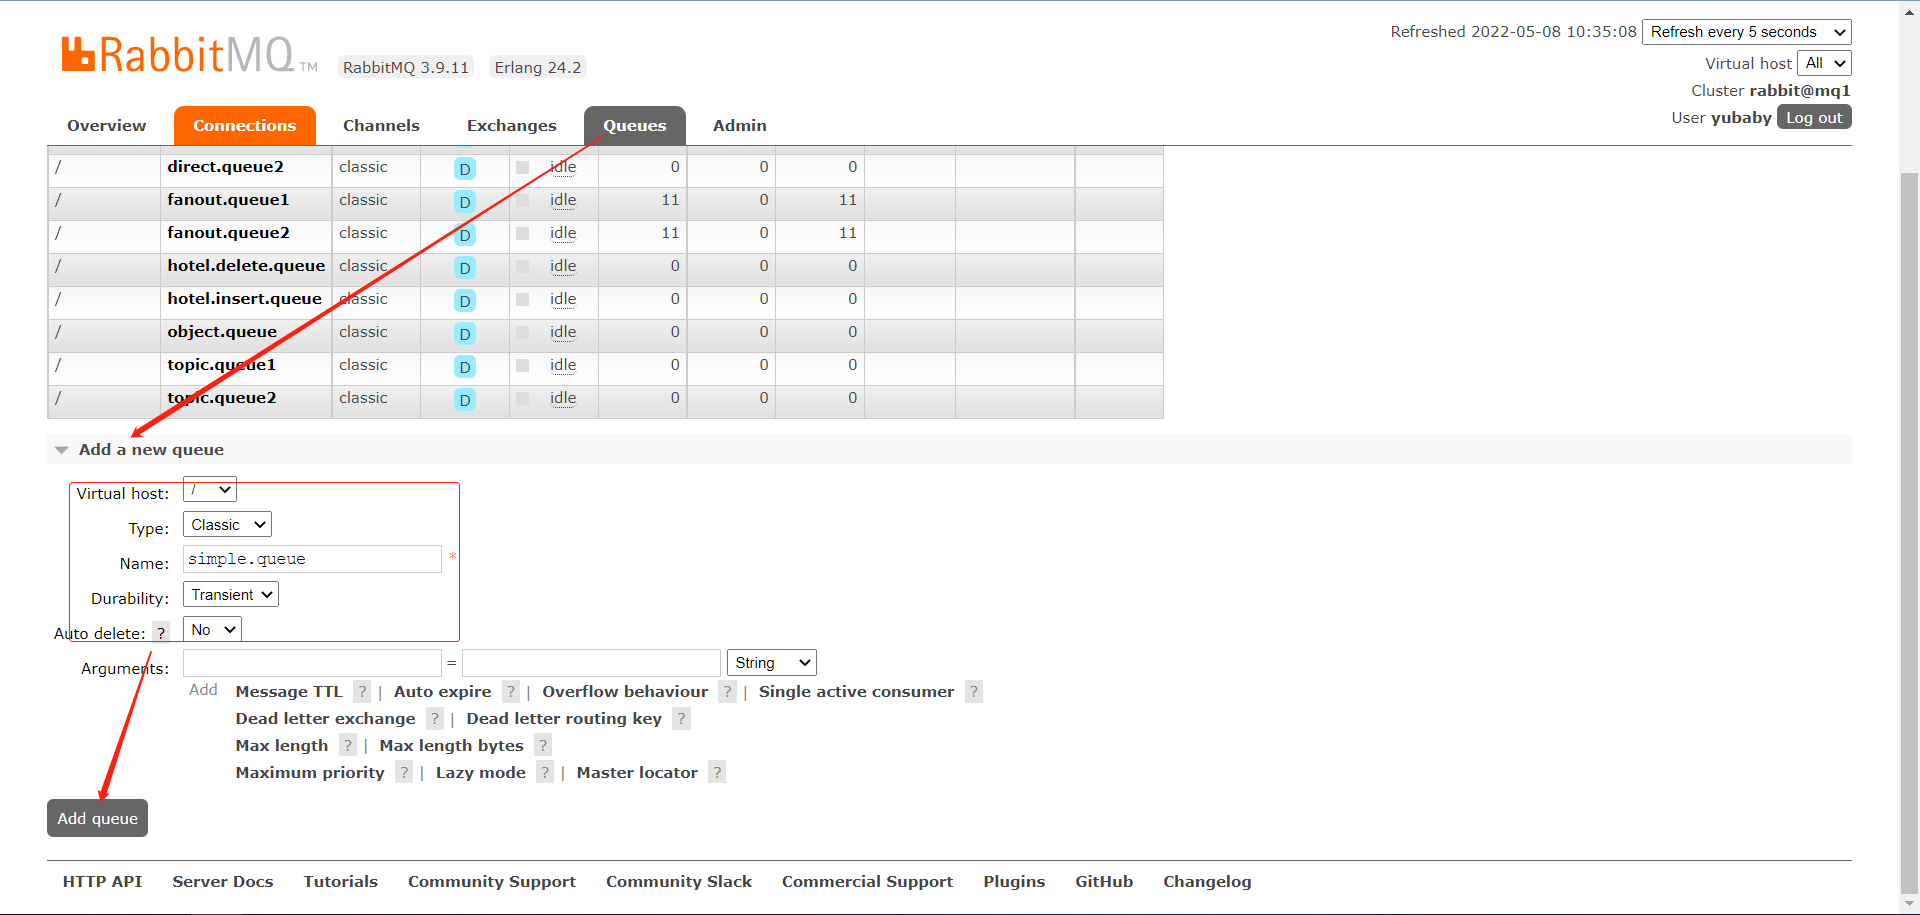 Refreshed 2022-05-08 10:35:08 Refresh every 5 seconds
RabbitMQ TM RabbitMQ 3.9.11 Erlang 24.2
Virtual host All
Cluster rabbit@mq1
User yubaby Log out
Overview Connections Channels Exchanges Queues Admin
/ direct.queue2 classic D idle 0 0 0
/ fanout.queue1 classic D idle 11 0 11
/ fanout.queue2 classic D idle 11 0 11
/ hotel.delete.queue classic D idle 0 0 0
/ hotel.insert.queue classic D idle 0 0 0
/ object.queue classic D idle 0 0 0
/ topic.queue1 classic D idle 0 0 0
/ topic.queue2 classic D idle 0 0 0
Add a new queue
Virtual host: /
Type: Classic
Name: simple.queue *
Durability: Transient
Auto delete: ? No
Arguments: = String
Add Message TTL ? | Auto expire ? | Overflow behaviour ? | Single active consumer ?
Dead letter exchange ? | Dead letter routing key ?
Max length ? | Max length bytes ?
Maximum priority ? | Lazy mode ? | Master locator ?
Add queue
HTTP API Server Docs Tutorials Community Support Community Slack Commercial Support Plugins GitHub Changelog